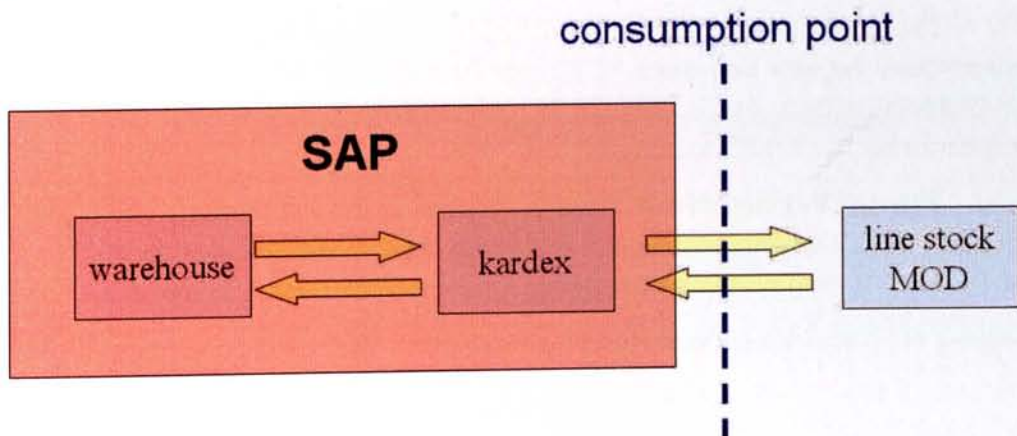 consumption point
SAP
warehouse
kardex
line stock
MOD